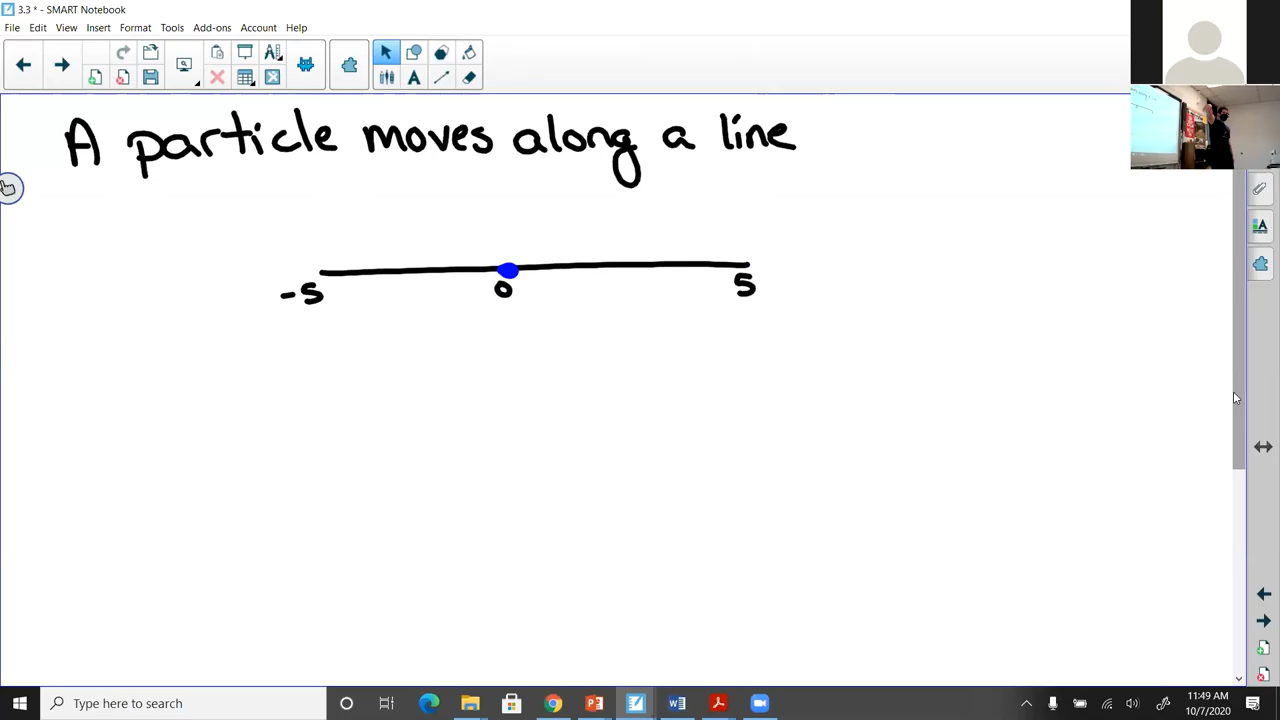 3.3 * - SMART Notebook
File Edit View Insert Format Tools Add-ons Account Help
A particle moves along a line
-5 0 5
Type here to search
11:49 AM
10/7/2020